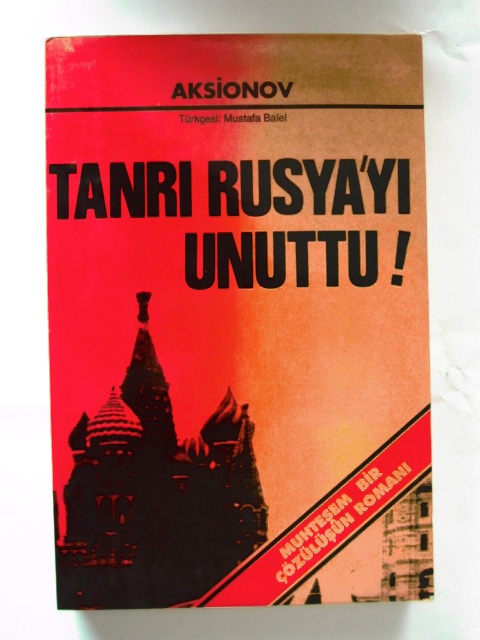 AKSİONOV
Türkçesi: Mustafa Balel
TANRI RUSYA'YI
UNUTTU!
MUHTEŞEM BİR
ÇÖZÜLÜŞÜN ROMANI